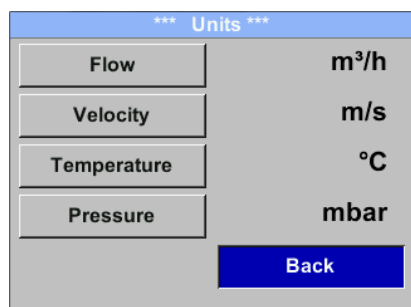 *** Units ***
Flow m³/h
Velocity m/s
Temperature °C
Pressure mbar
Back